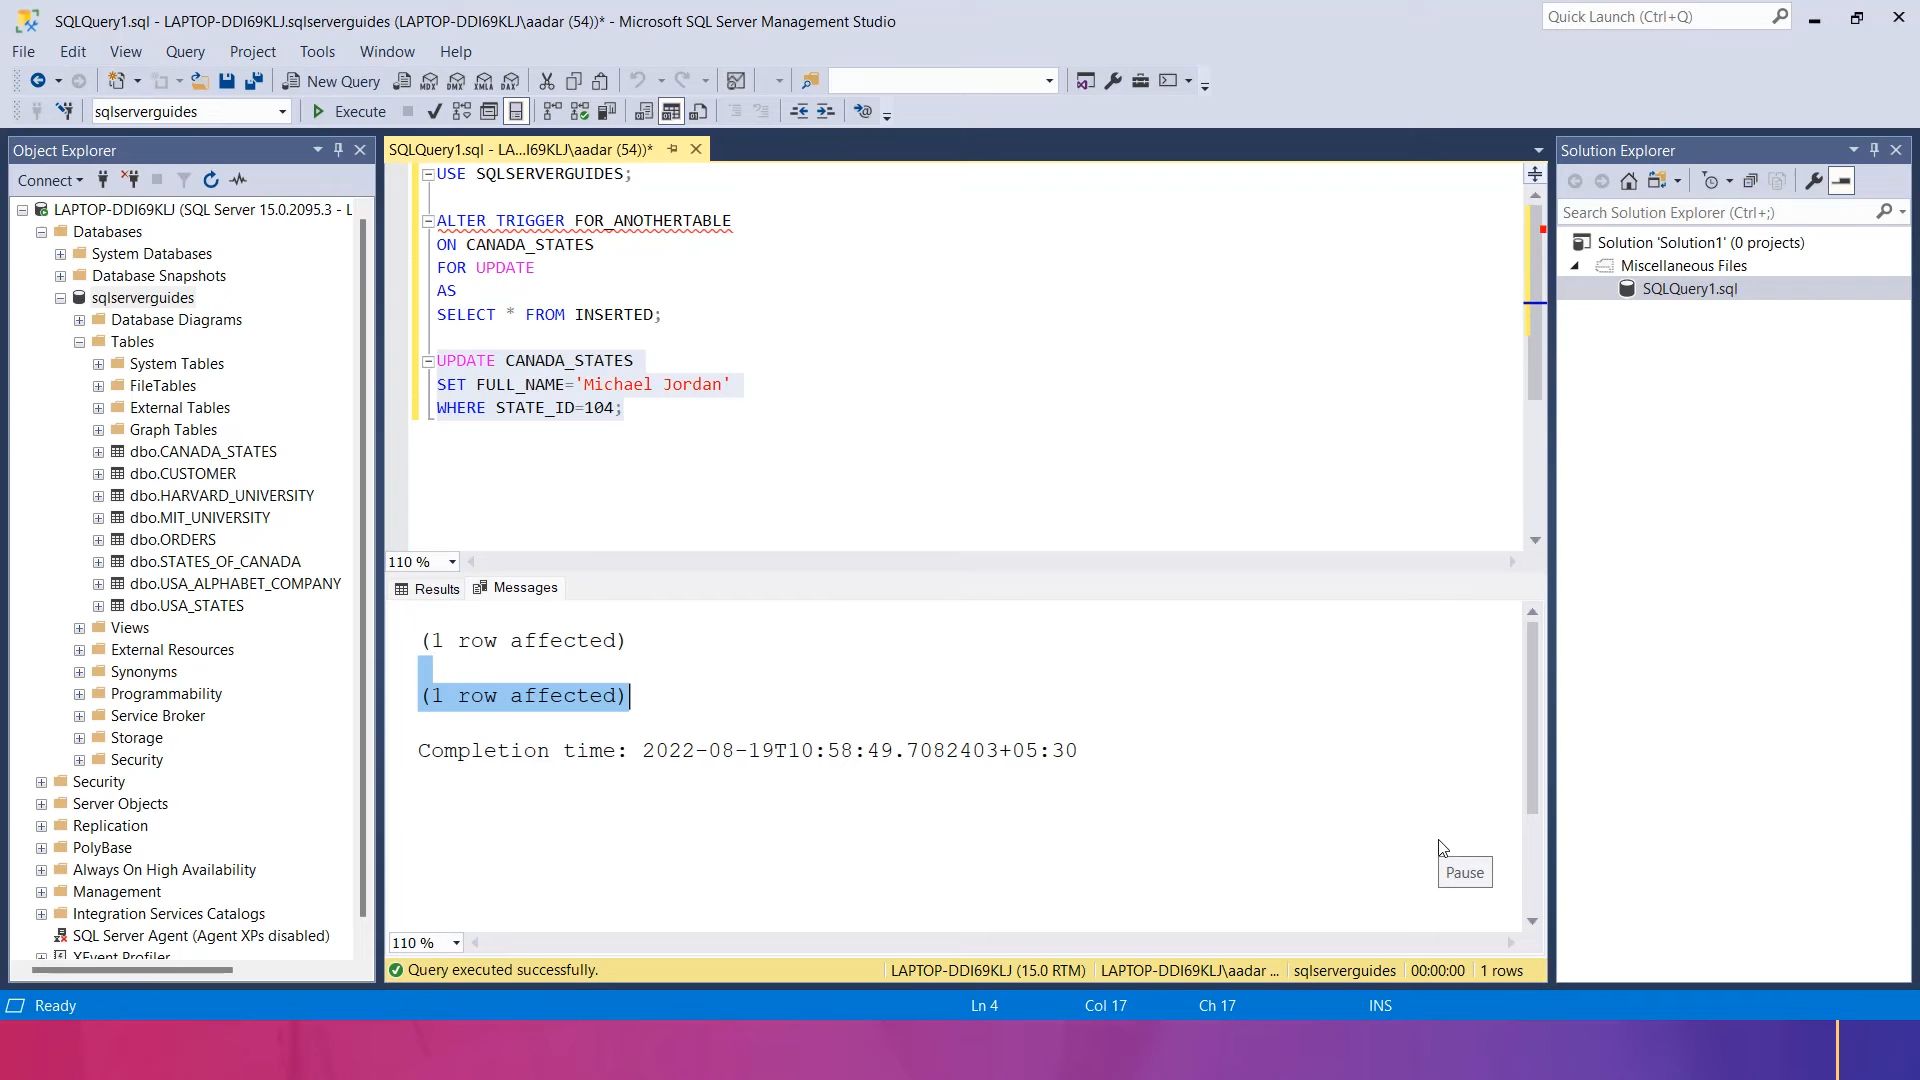 SQLQuery1.sql - LAPTOP-DDI69KLJ.sqlserverguides (LAPTOP-DDI69KLJ\aadar (54))* - Microsoft SQL Server Management Studio
Quick Launch (Ctrl+Q)
File Edit View Query Project Tools Window Help
New Query
MDX DMX XMLA DAX
sqlserverguides
Execute
Object Explorer
Connect
LAPTOP-DDI69KLJ (SQL Server 15.0.2095.3 - L
Databases
System Databases
Database Snapshots
sqlserverguides
Database Diagrams
Tables
System Tables
FileTables
External Tables
Graph Tables
dbo.CANADA_STATES
dbo.CUSTOMER
dbo.HARVARD_UNIVERSITY
dbo.MIT_UNIVERSITY
dbo.ORDERS
dbo.STATES_OF_CANADA
dbo.USA_ALPHABET_COMPANY
dbo.USA_STATES
Views
External Resources
Synonyms
Programmability
Service Broker
Storage
Security
Security
Server Objects
Replication
PolyBase
Always On High Availability
Management
Integration Services Catalogs
SQL Server Agent (Agent XPs disabled)
XEvent Profiler
SQLQuery1.sql - LA...I69KLJ\aadar (54))*
USE SQLSERVERGUIDES;
ALTER TRIGGER FOR_ANOTHERTABLE
ON CANADA_STATES
FOR UPDATE
AS
SELECT * FROM INSERTED;
UPDATE CANADA_STATES
SET FULL_NAME='Michael Jordan'
WHERE STATE_ID=104;
110 %
Results Messages
(1 row affected)
(1 row affected)
Completion time: 2022-08-19T10:58:49.7082403+05:30
Pause
110 %
Query executed successfully. LAPTOP-DDI69KLJ (15.0 RTM) LAPTOP-DDI69KLJ\aadar ... sqlserverguides 00:00:00 1 rows
Solution Explorer
Search Solution Explorer (Ctrl+;)
Solution 'Solution1' (0 projects)
Miscellaneous Files
SQLQuery1.sql
Ready Ln 4 Col 17 Ch 17 INS